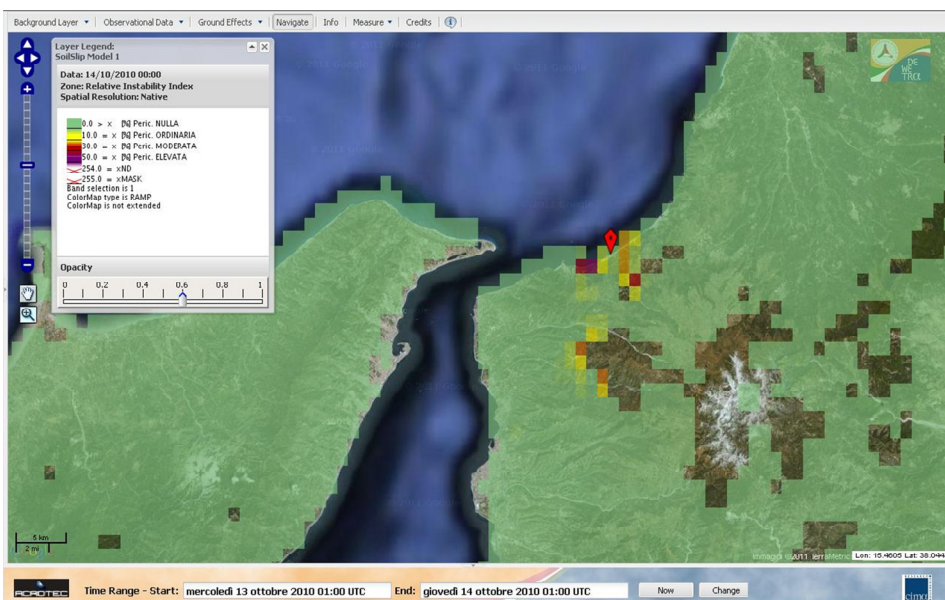 Background Layer Observational Data Ground Effects Navigate Info Measure Credits i
Layer Legend:
SoilSlip Model 1
Data: 14/10/2010 00:00
Zone: Relative Instability Index
Spatial Resolution: Native
0.0 > x [%] Peric. NULLA
10.0 = x [%] Peric. ORDINARIA
30.0 = x [%] Peric. MODERATA
50.0 = x [%] Peric. ELEVATA
254.0 = xND
255.0 = xMASK
Band selection is 1
ColorMap type is RAMP
ColorMap is not extended
Opacity
0 0.2 0.4 0.6 0.8 1
DE
WE
TRA
5 km
2 mi
©2011 TerraMetric
Lon: 15.4605 Lat: 38.044
ACROTEC
Time Range - Start: mercoledì 13 ottobre 2010 01:00 UTC End: giovedì 14 ottobre 2010 01:00 UTC Now Change
cima